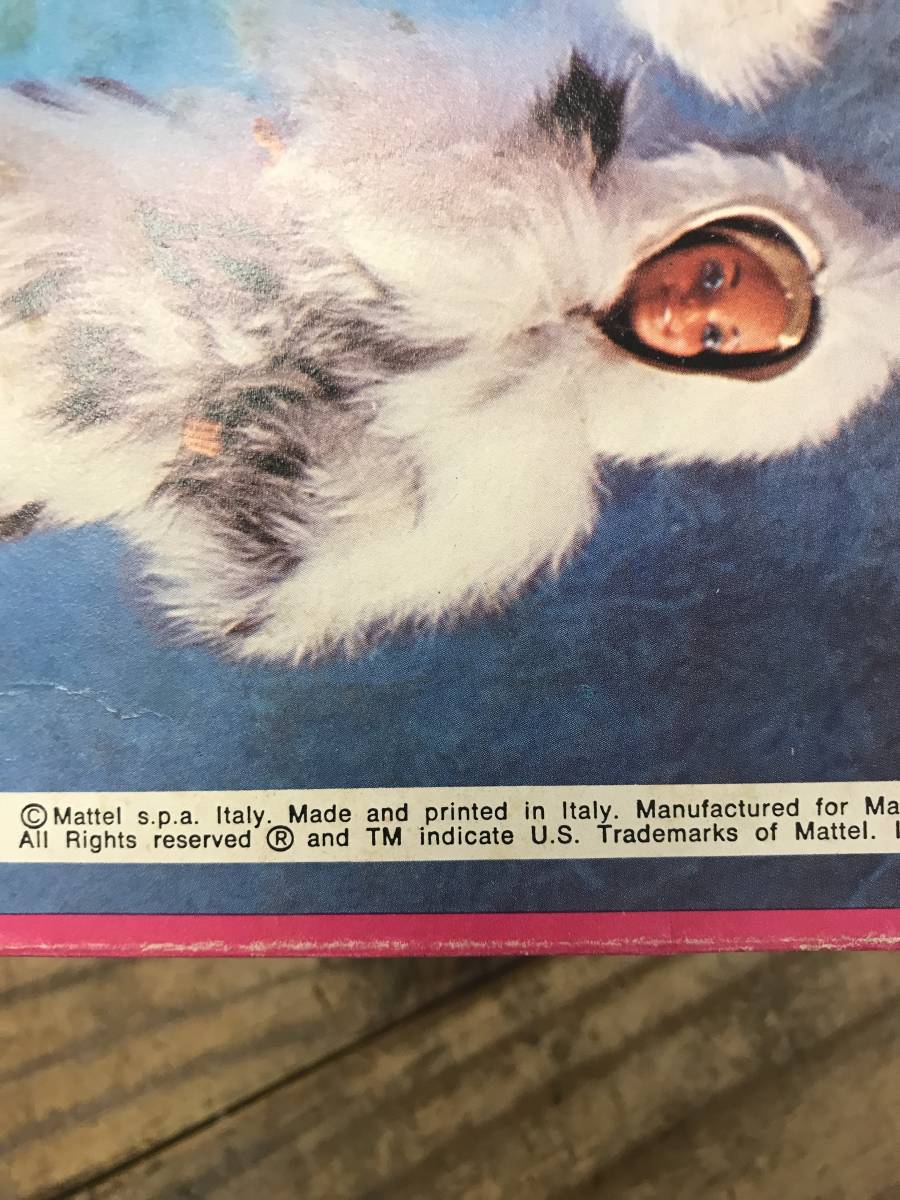 ©Mattel s.p.a. Italy. Made and printed in Italy. Manufactured for Ma
All Rights reserved ® and TM indicate U.S. Trademarks of Mattel.